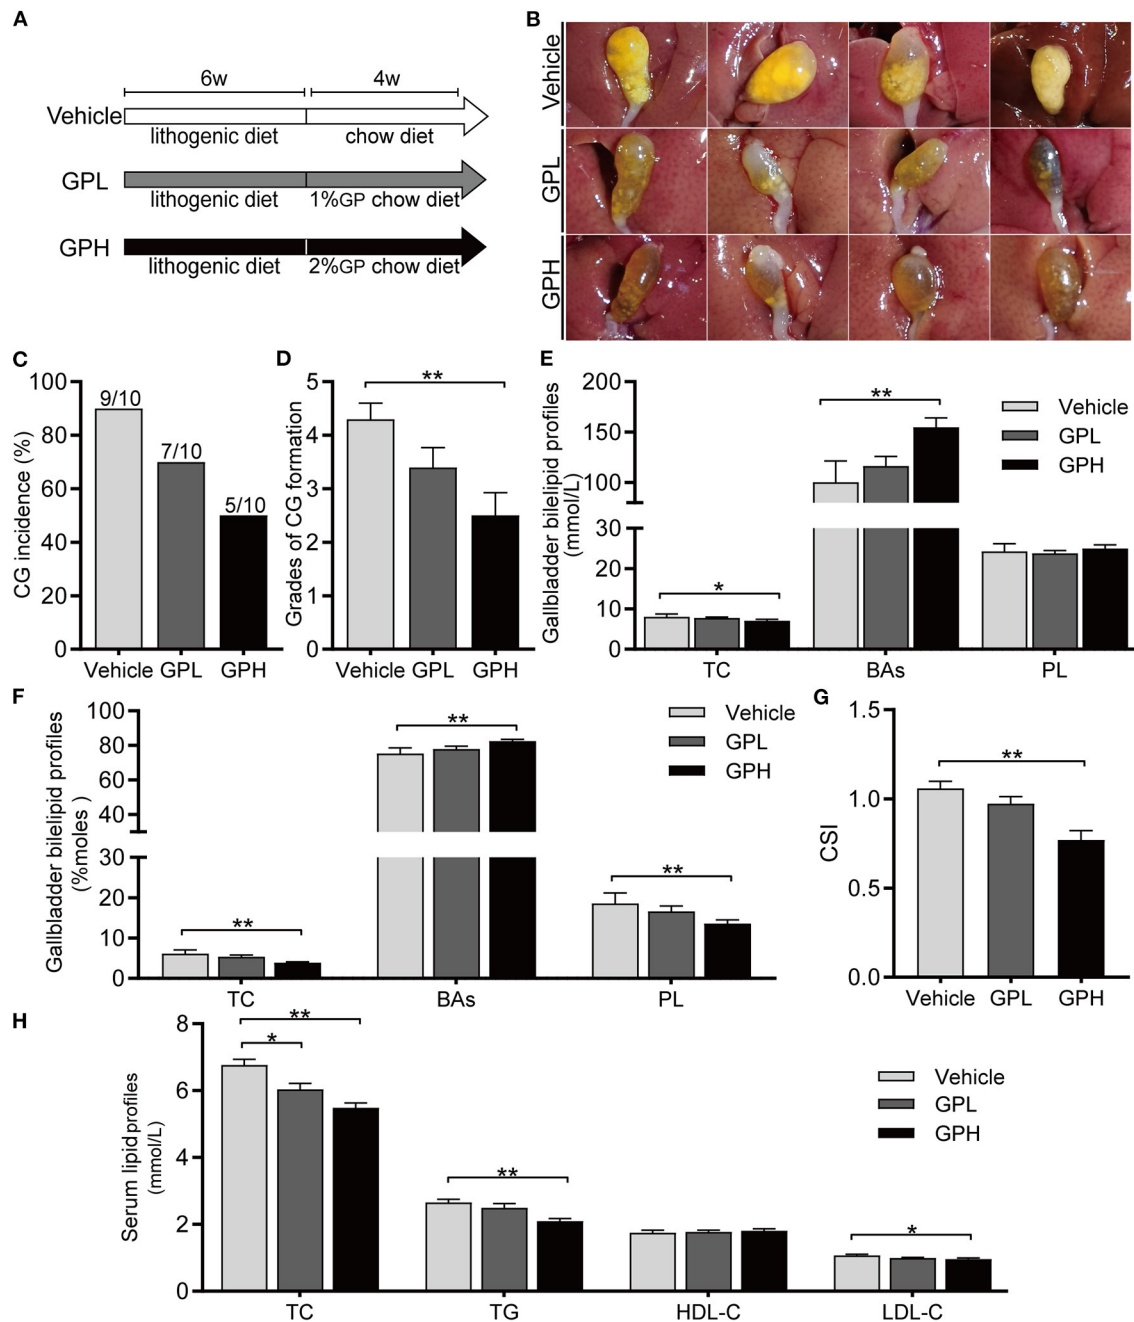 A
6w
4w
Vehicle
lithogenic diet
chow diet
GPL
lithogenic diet
1%GP chow diet
GPH
lithogenic diet
2%GP chow diet
B
Vehicle
GPL
GPH
C
CG incidence (%)
100
80
60
40
20
0
9/10
7/10
5/10
Vehicle GPL GPH
D
Grades of CG formation
5
4
3
2
1
0
**
Vehicle GPL GPH
E
Gallbladder bilelipid profiles
(mmol/L)
200
150
100
30
20
10
0
*
**
Vehicle
GPL
GPH
TC BAs PL
F
Gallbladder bilelipid profiles
(%moles )
100
80
60
40
30
20
10
0
**
**
**
Vehicle
GPL
GPH
TC BAs PL
G
CSI
1.5
1.0
0.5
0.0
**
Vehicle GPL GPH
H
Serum lipid profiles
(mmol/L)
8
6
4
2
0
**
*
**
*
Vehicle
GPL
GPH
TC TG HDL-C LDL-C